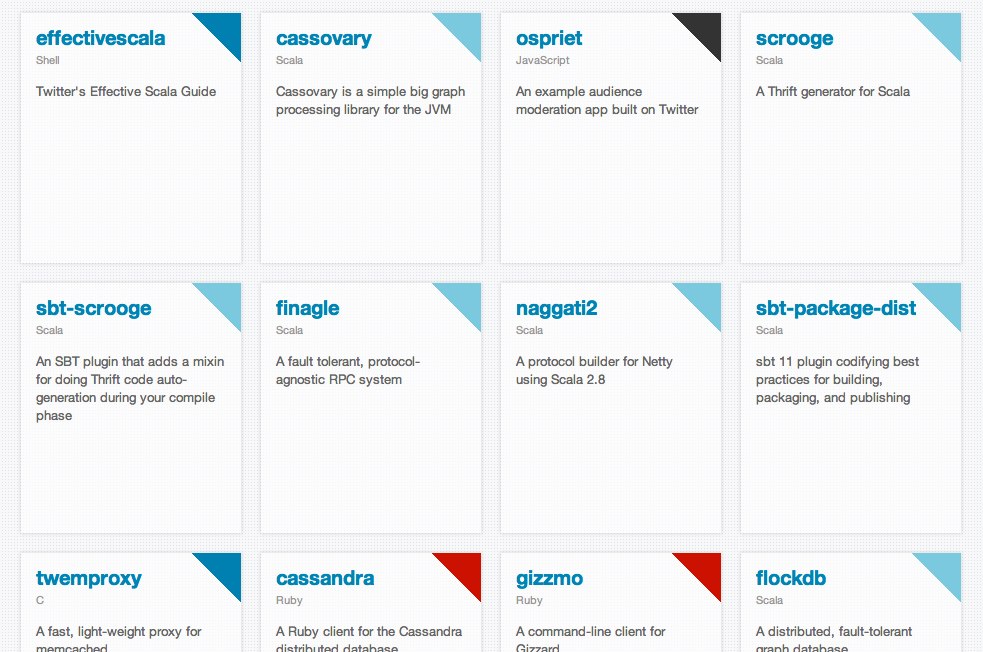 effectivescala
Shell
Twitter's Effective Scala Guide
cassovary
Scala
Cassovary is a simple big graph
processing library for the JVM
ospriet
JavaScript
An example audience
moderation app built on Twitter
scrooge
Scala
A Thrift generator for Scala
sbt-scrooge
Scala
An SBT plugin that adds a mixin
for doing Thrift code auto-
generation during your compile
phase
finagle
Scala
A fault tolerant, protocol-
agnostic RPC system
naggati2
Scala
A protocol builder for Netty
using Scala 2.8
sbt-package-dist
Scala
sbt 11 plugin codifying best
practices for building,
packaging, and publishing
twemproxy
C
A fast, light-weight proxy for
memcached
cassandra
Ruby
A Ruby client for the Cassandra
distributed database
gizzmo
Ruby
A command-line client for
Gizzard
flockdb
Scala
A distributed, fault-tolerant
graph database